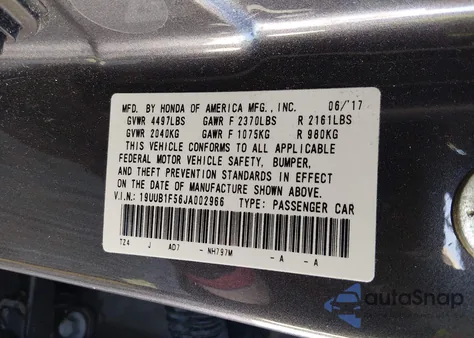 MFD. BY HONDA OF AMERICA MFG., INC. 06/'17
GVWR 4497LBS GAWR F 2370LBS R 2161LBS
GVWR 2040KG GAWR F 1075KG R 980KG
THIS VEHICLE CONFORMS TO ALL APPLICABLE
FEDERAL MOTOR VEHICLE SAFETY, BUMPER,
AND THEFT PREVENTION STANDARDS IN EFFECT
ON THE DATE OF MANUFACTURE SHOWN ABOVE.
V.I.N.: 19UUB1F56JA002966 TYPE: PASSENGER CAR
TZ4 J AD7 - NH797M -A -A
autoSnap